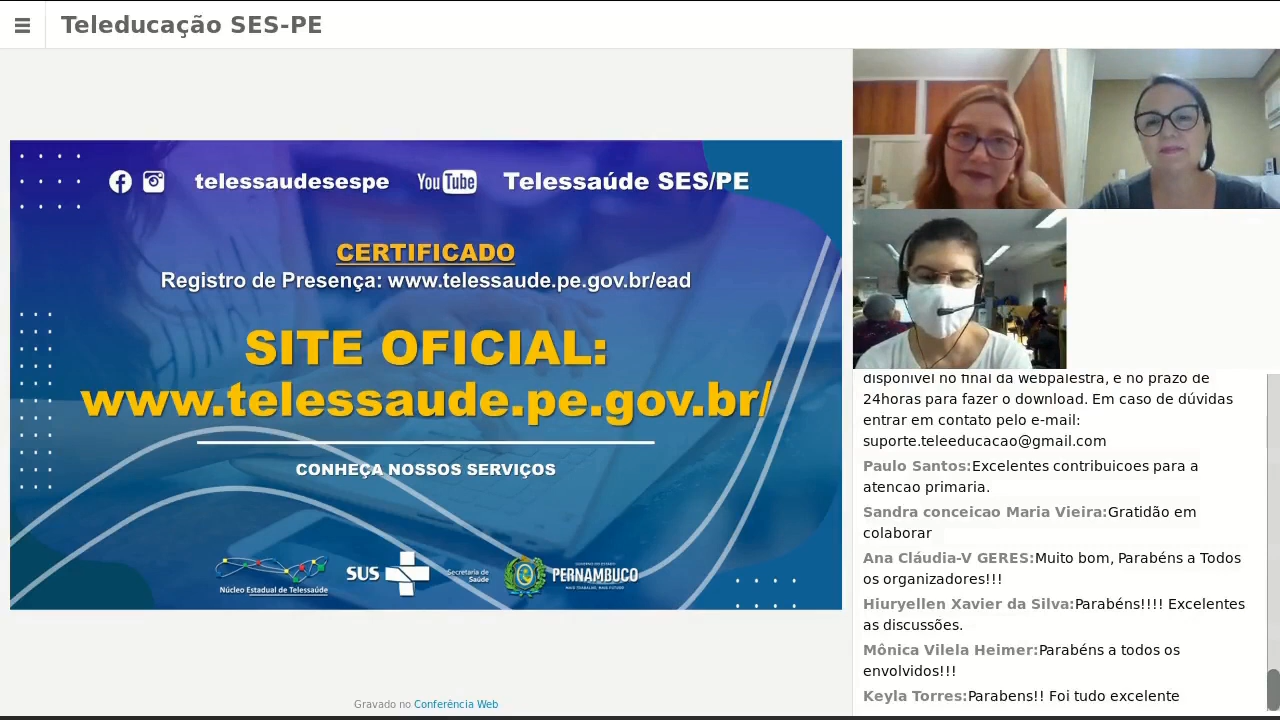 Teleducação SES-PE
telessaudesespe YouTube Telessaúde SES/PE
CERTIFICADO
Registro de Presença: www.telessaude.pe.gov.br/ead
SITE OFICIAL:
www.telessaude.pe.gov.br/
CONHEÇA NOSSOS SERVIÇOS
Núcleo Estadual de Telessaúde
SUS
Secretaria de
Saúde
PERNAMBUCO
Gravado no Conferência Web
disponível no final da webpalestra, e no prazo de
24horas para fazer o download. Em caso de dúvidas
entrar em contato pelo e-mail:
suporte.teleeducacao@gmail.com
Paulo Santos:Excelentes contribuicoes para a
atencao primaria.
Sandra conceicao Maria Vieira:Gratidão em
colaborar
Ana Cláudia-V GERES:Muito bom, Parabéns a Todos
os organizadores!!!
Hiuryellen Xavier da Silva:Parabéns!!!! Excelentes
as discussões.
Mônica Vilela Heimer:Parabéns a todos os
envolvidos!!!
Keyla Torres:Parabens!! Foi tudo excelente